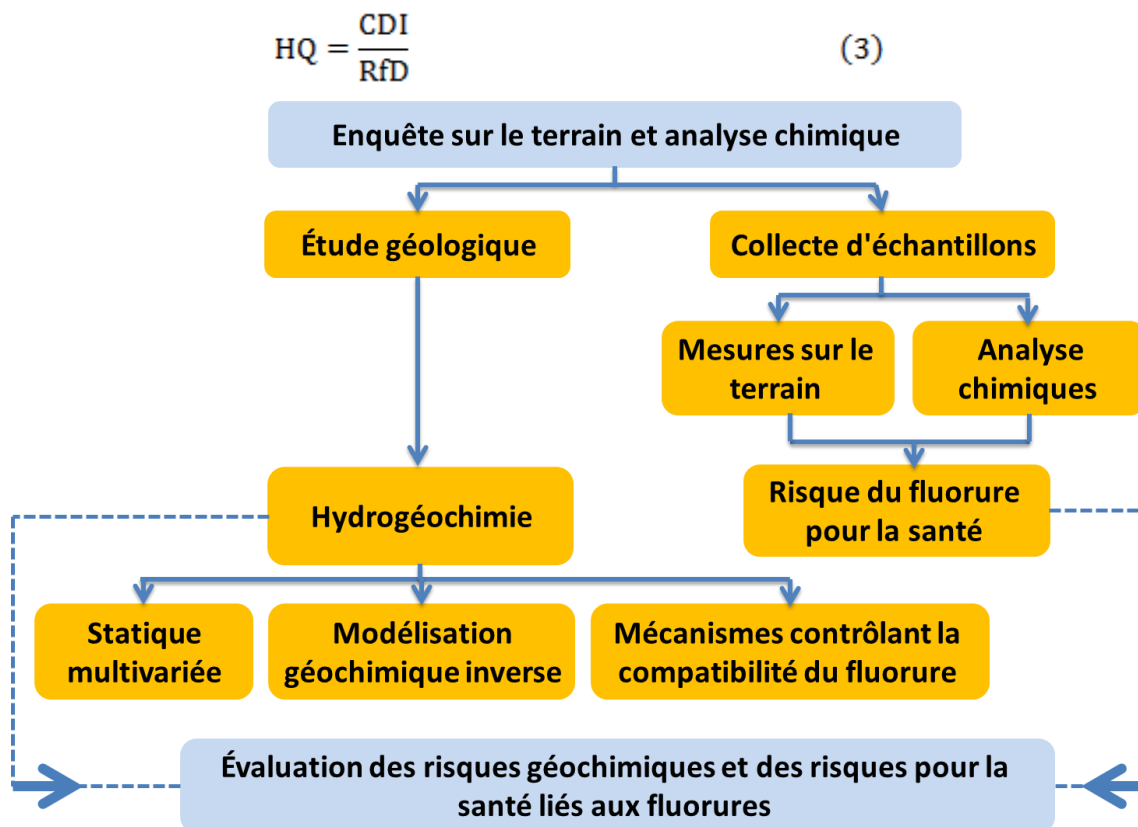 HQ = CDI / RfD (3)
Enquête sur le terrain et analyse chimique
Étude géologique
Collecte d'échantillons
Mesures sur le
terrain
Analyse
chimiques
Hydrogéochimie
Risque du fluorure
pour la santé
Statique
multivariée
Modélisation
géochimique inverse
Mécanismes contrôlant la
compatibilité du fluorure
Évaluation des risques géochimiques et des risques pour la
santé liés aux fluorures